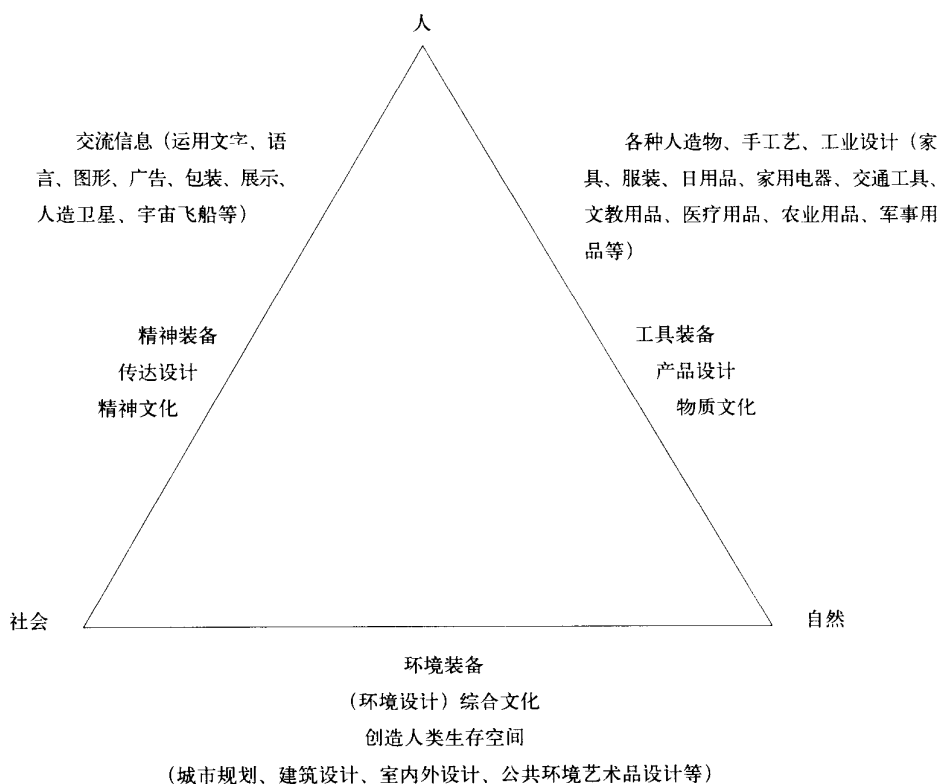 人
交流信息（运用文字、语
言、图形、广告、包装、展示、
人造卫星、宇宙飞船等）
各种人造物、手工艺、工业设计（家
具、服装、日用品、家用电器、交通工具、
文教用品、医疗用品、农业用品、军事用
品等）
精神装备
传达设计
精神文化
工具装备
产品设计
物质文化
社会
自然
环境装备
（环境设计）综合文化
创造人类生存空间
（城市规划、建筑设计、室内外设计、公共环境艺术品设计等）